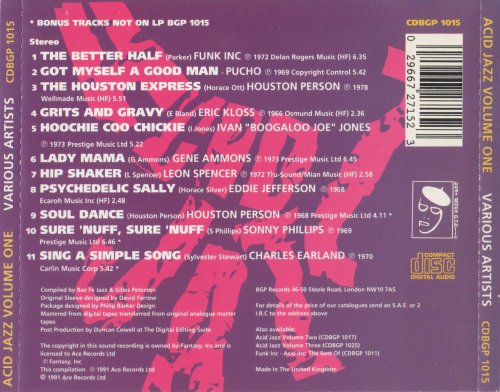 * BONUS TRACKS NOT ON LP BGP 1015
CDBGP 1015
Stereo
1 THE BETTER HALF (Parker) FUNK INC ℗ 1972 Delan Rogers Music (HF) 6.35
2 GOT MYSELF A GOOD MAN - PUCHO ℗ 1969 Copyright Control 5.42
3 THE HOUSTON EXPRESS (Horace Ott) HOUSTON PERSON ℗ 1978
Wellmade Music (HF) 5.51
4 GRITS AND GRAVY (E Bland) ERIC KLOSS ℗ 1966 Osmund Music (HF) 2.36
5 HOOCHIE COO CHICKIE (I Jones) IVAN "BOOGALOO JOE" JONES
℗ 1973 Prestige Music Ltd 5.22
6 LADY MAMA (G Ammons) GENE AMMONS ℗ 1973 Prestige Music Ltd 6.45
7 HIP SHAKER (L Spencer) LEON SPENCER ℗ 1972 Tru-Sound/Mian Music (HF) 2.58
8 PSYCHEDELIC SALLY (Horace Silver) EDDIE JEFFERSON ℗ 1968
Ecaroh Music Inc (HF) 2.48
9 SOUL DANCE (Houston Person) HOUSTON PERSON ℗ 1968 Prestige Music Ltd 4.11 *
10 SURE 'NUFF, SURE 'NUFF (S Phillips) SONNY PHILLIPS ℗ 1969
Prestige Music Ltd 6.46 *
11 SING A SIMPLE SONG (Sylvester Stewart) CHARLES EARLAND ℗ 1970
Carlin Music Corp 5.42 *
Compiled by Baz Fe Jazz & Gilles Peterson
Original Sleeve designed by David Farrow
Package designed by Philip Barker Design
Mastered from digital tapes transferred from original analogue master
tapes
Post Production by Duncan Cowell at The Digital Editing Suite
The copyright in this sound recording is owned by Fantasy, Inc and
is licensed to Ace Records Ltd
℗ Fantasy, Inc
This compilation ℗ 1991 Ace Records Ltd
© 1991 Ace Records Ltd
BGP Records 46-50 Steele Road, London NW10 7AS
For details of the price of our catalogues send an S.A.E. or 2
I.R.C to the address above
Also available:
Acid Jazz Volume Two (CDBGP 1017)
Acid Jazz Volume Three (CDBGP 1025)
Funk Inc - Acid Inc The Best Of (CDBGP 1011)
Made In The United Kingdom
0 29667 27152 3
COMPACT
disc
DIGITAL AUDIO
ACID JAZZ VOLUME ONE VARIOUS ARTISTS CDBGP 1015
ACID JAZZ VOLUME ONE VARIOUS ARTISTS CDBGP 1015